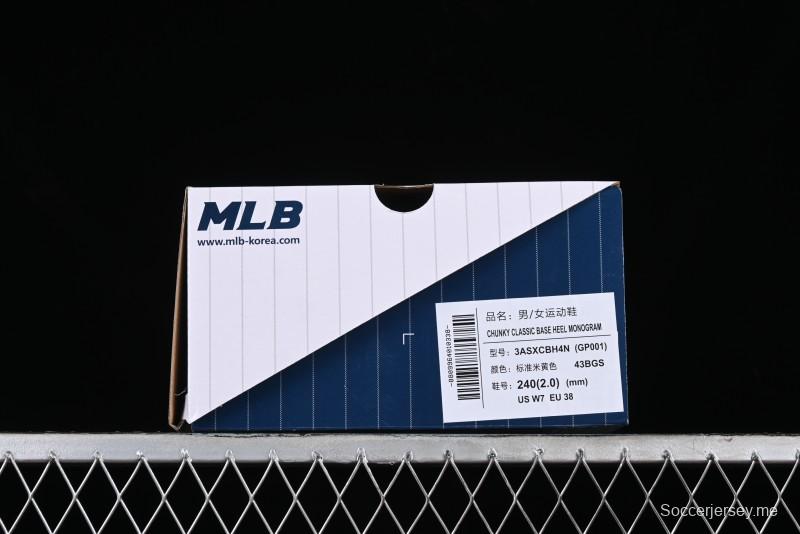 MLB
www.mlb-korea.com
品名：男/女运动鞋
CHUNKY CLASSIC BASE HEEL MONOGRAM
型号：3ASXCBH4N (GP001)
颜色：标准米黄色 43BGS
鞋号：240(2.0) (mm)
US W7 EU 38
Soccerjersey.me